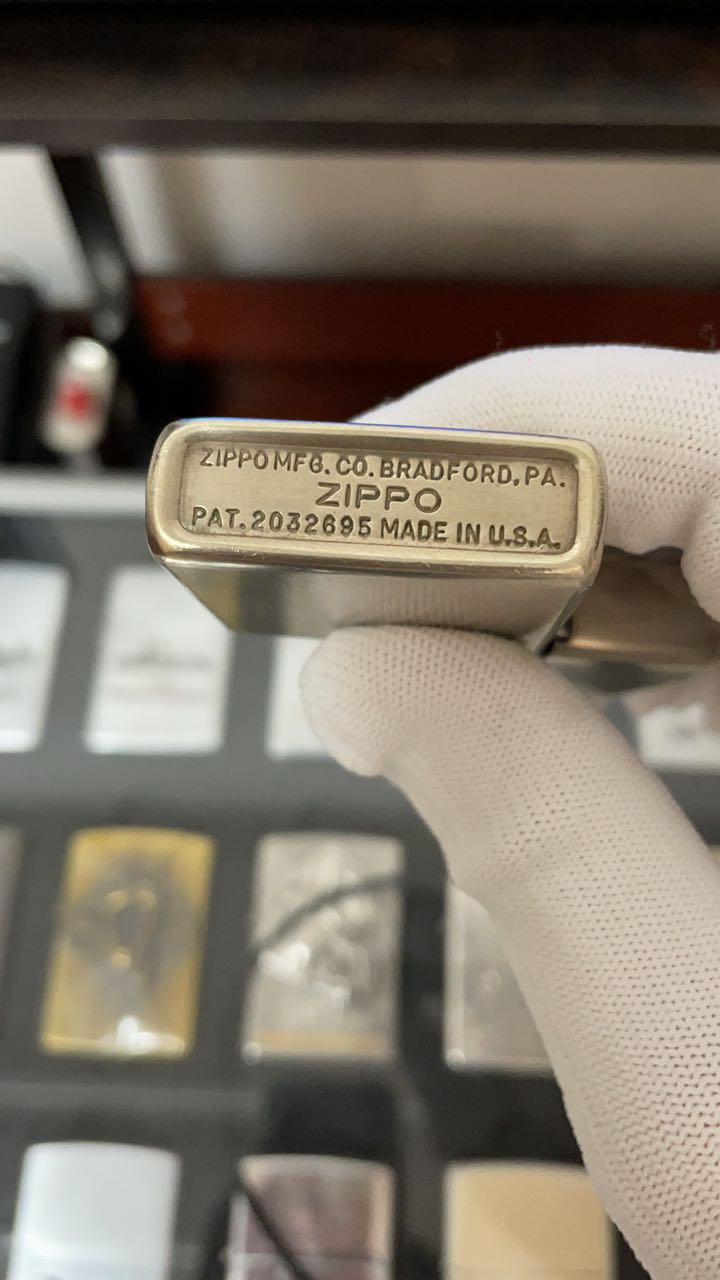 ZIPPO MFG. CO. BRADFORD, PA.
ZIPPO
PAT. 2032695 MADE IN U.S.A.